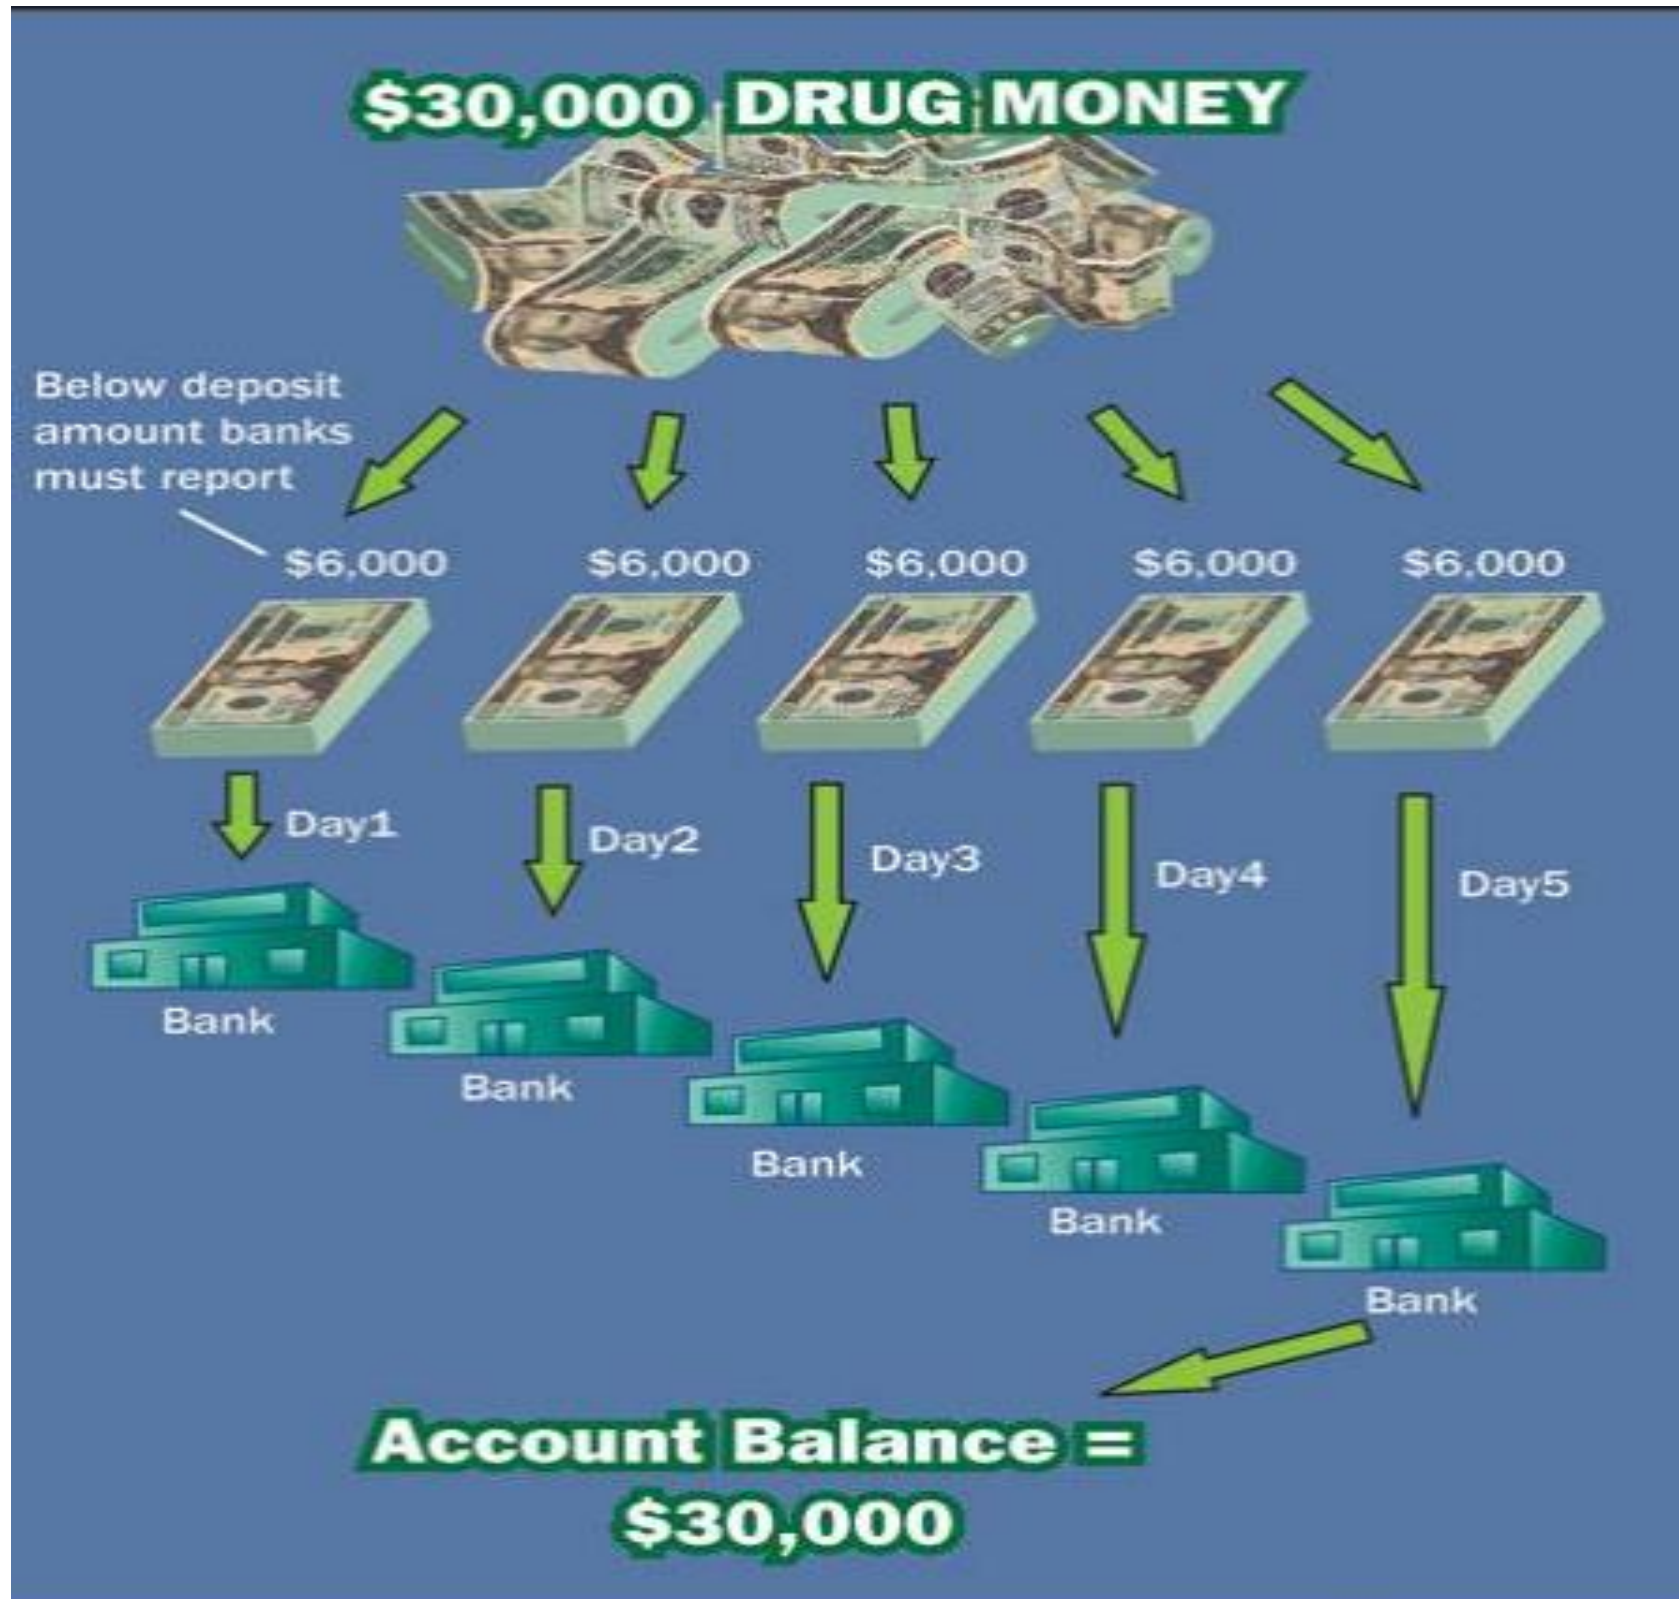 $30,000 DRUG MONEY
Below deposit
amount banks
must report
$6,000 $6,000 $6,000 $6,000 $6,000
Day1
Day2
Day3
Day4
Day5
Bank
Bank
Bank
Bank
Bank
Account Balance =
$30,000